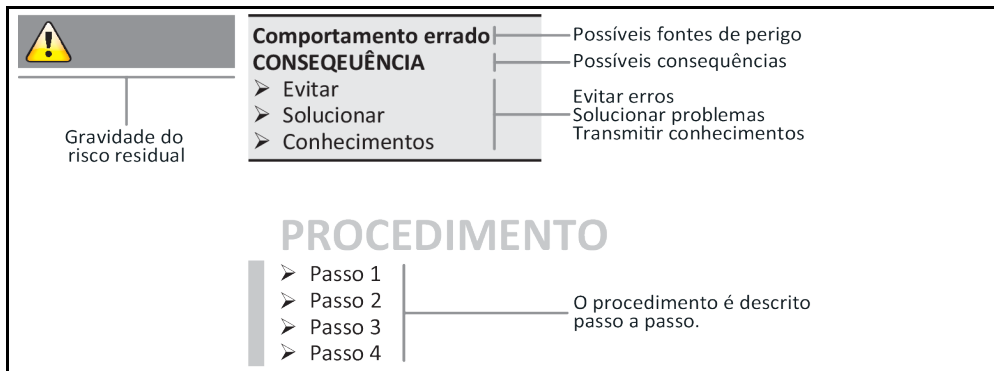 Comportamento errado
CONSEQEUÊNCIA
➢ Evitar
➢ Solucionar
➢ Conhecimentos
Possíveis fontes de perigo
Possíveis consequências
Evitar erros
Solucionar problemas
Transmitir conhecimentos
Gravidade do
risco residual
PROCEDIMENTO
➢ Passo 1
➢ Passo 2
➢ Passo 3
➢ Passo 4
O procedimento é descrito
passo a passo.